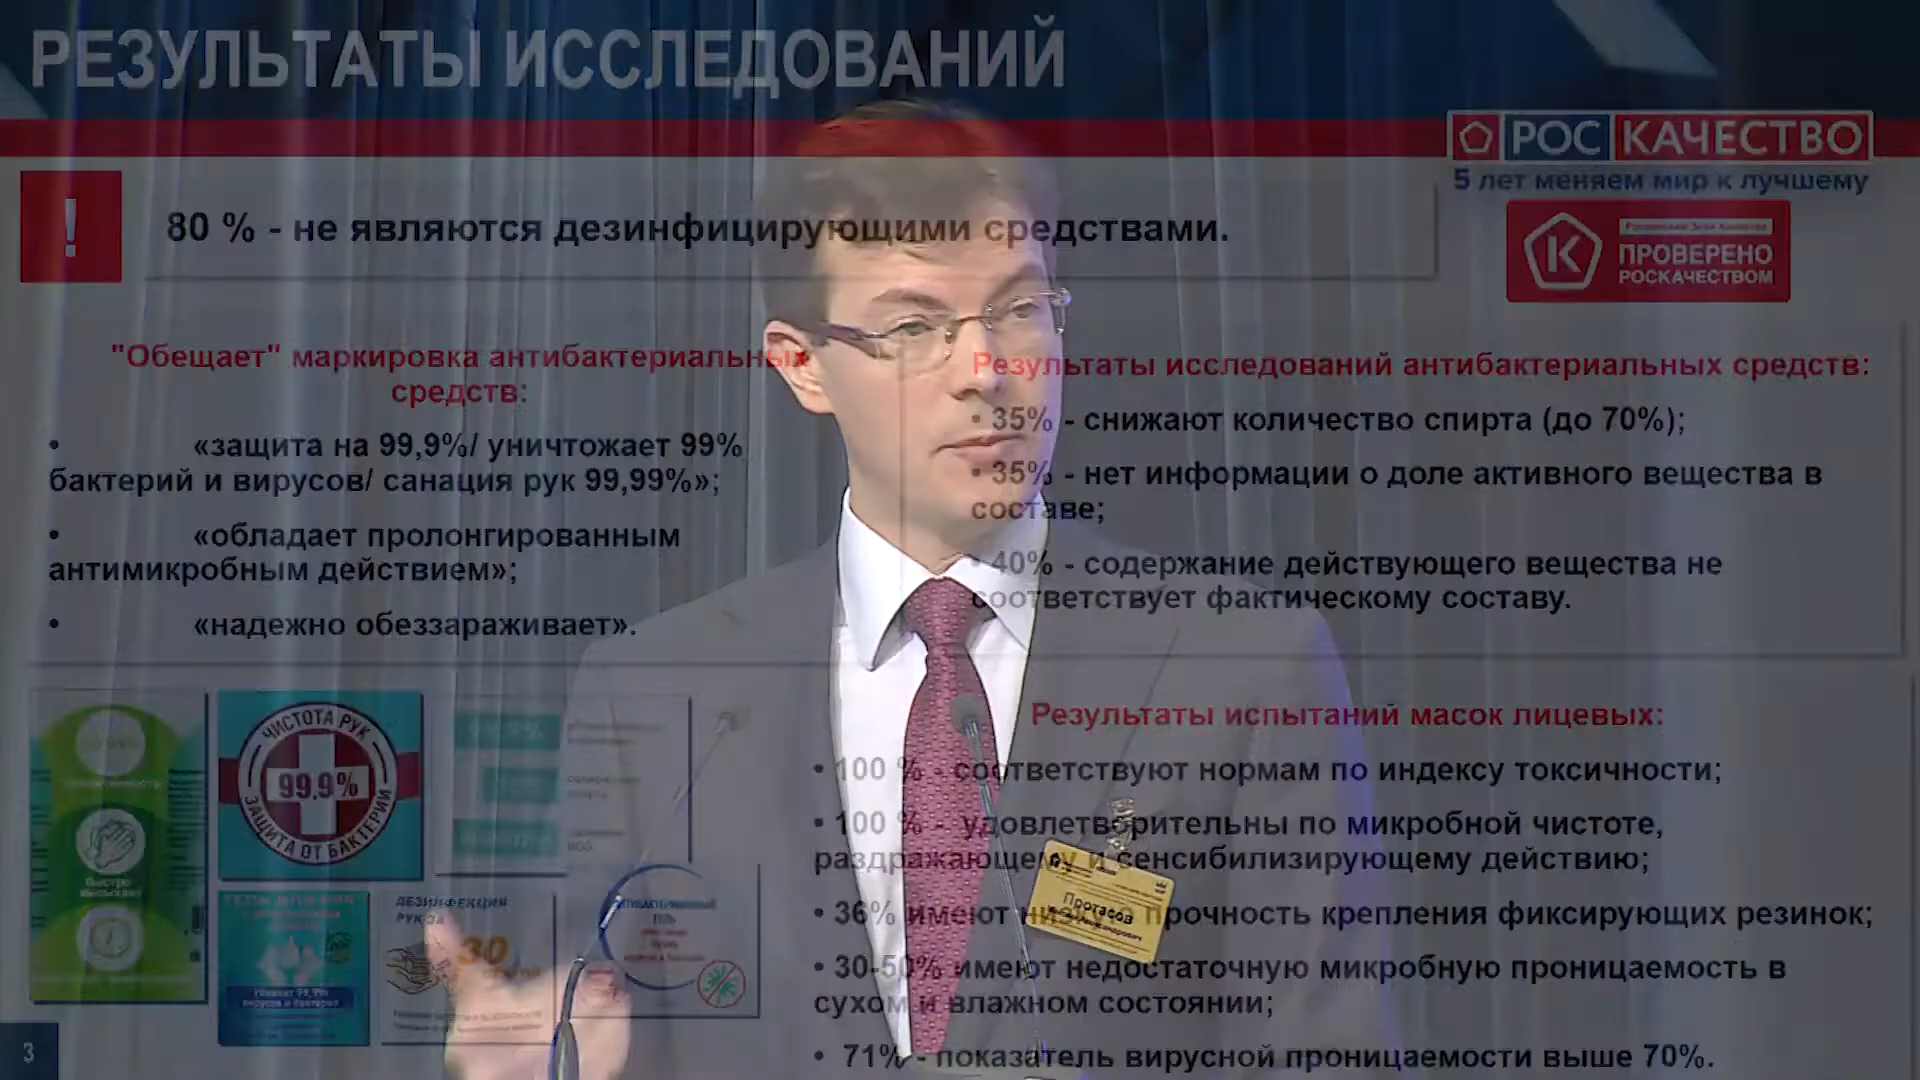 РЕЗУЛЬТАТЫ ИССЛЕДОВАНИЙ
РОС КАЧЕСТВО
5 лет меняем мир к лучшему
!
80 % - не являются дезинфицирующими средствами.
ПРОВЕРЕНО
РОСКАЧЕСТВОМ
"Обещает" маркировка антибактериальных
средств:
• «защита на 99,9%/ уничтожает 99%
бактерий и вирусов/ санация рук 99,99%»;
• «обладает пролонгированным
антимикробным действием»;
• «надежно обеззараживает».
Результаты исследований антибактериальных средств:
• 35% - снижают количество спирта (до 70%);
• 35% - нет информации о доле активного вещества в
составе;
• 40% - содержание действующего вещества не
соответствует фактическому составу.
ЧИСТОТА РУК
99,9%
ЗАЩИТА ОТ БАКТЕРИЙ
быстро
высыхает
ДЕЗИНФЕКЦИЯ
РУК ЗА
30
Результаты испытаний масок лицевых:
• 100 % - соответствуют нормам по индексу токсичности;
• 100 % - удовлетворительны по микробной чистоте,
раздражающему и сенсибилизирующему действию;
• 36% имеют низкую прочность крепления фиксирующих резинок;
• 30-50% имеют недостаточную микробную проницаемость в
сухом и влажном состоянии;
• 71% - показатель вирусной проницаемости выше 70%.
Протасов
3